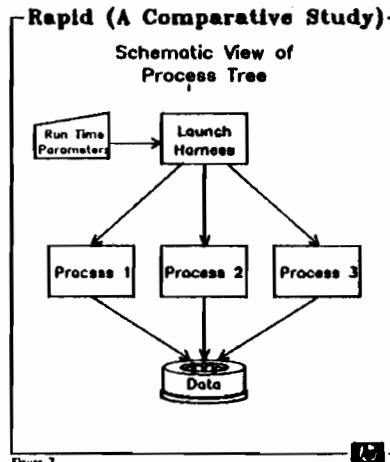 Rapid (A Comparative Study)
Schematic View of
Process Tree
Run Time
Parameters
Launch
Harness
Process 1
Process 2
Process 3
Data